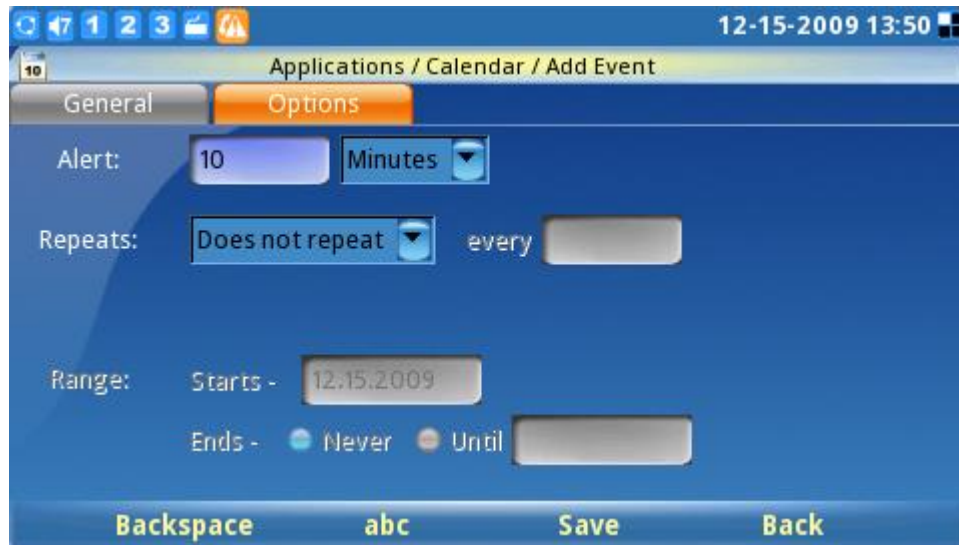 7 1 2 3 12-15-2009 13:50
10 Applications / Calendar / Add Event
General Options
Alert: 10 Minutes
Repeats: Does not repeat every
Range: Starts - 12.15.2009
Ends - Never Until
Backspace abc Save Back